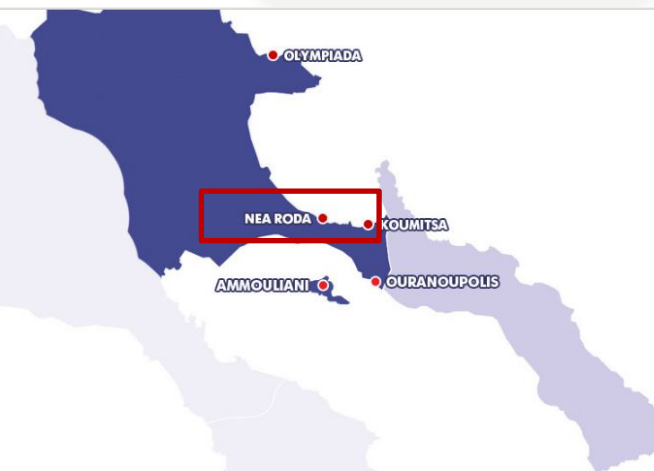 OLYMPIADA
NEA RODA
KOUMITSA
AMMOULIANI
OURANOUPOLIS